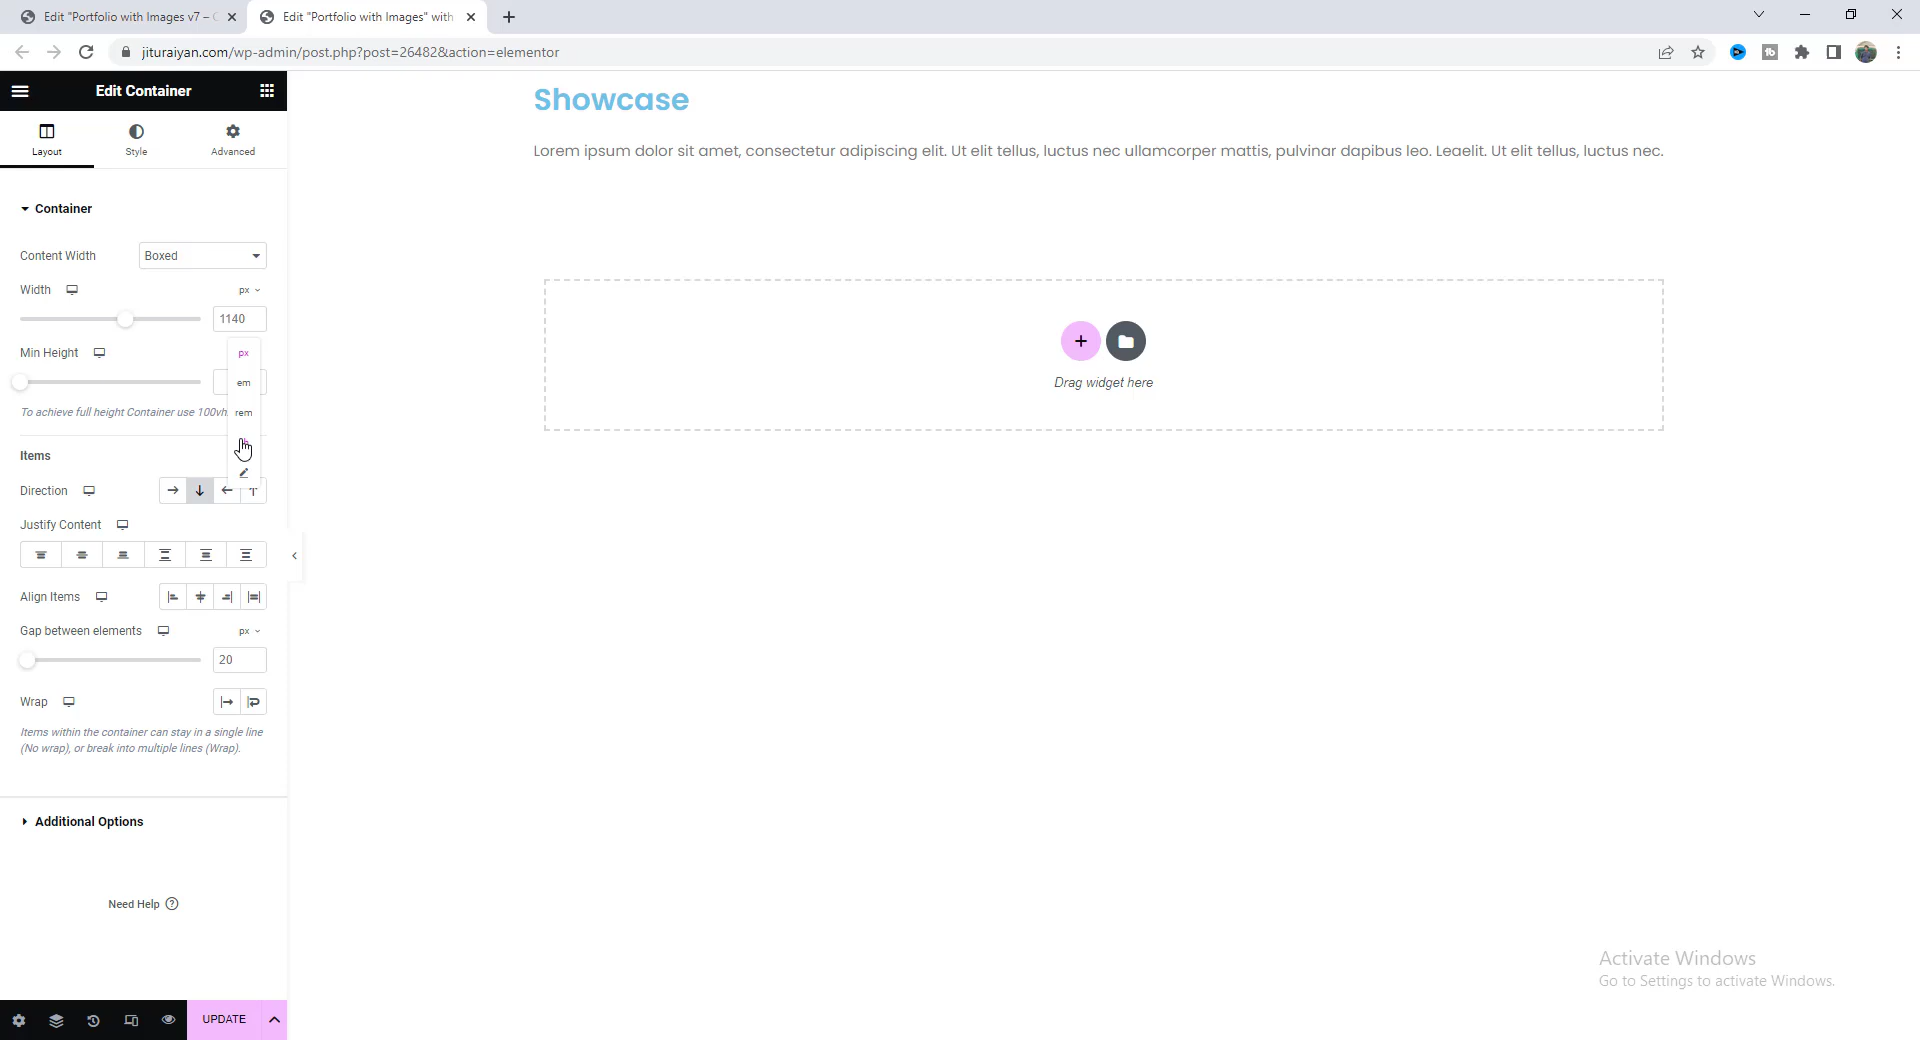 Edit "Portfolio with Images v7 –
Edit "Portfolio with Images" with
jituraiyan.com/wp-admin/post.php?post=26482&action=elementor
Edit Container
Layout
Style
Advanced
Container
Content Width
Boxed
Width
px
1140
Min Height
px
em
To achieve full height Container use 100vh
rem
Items
Direction
Justify Content
Align Items
Gap between elements
px
20
Wrap
Items within the container can stay in a single line
(No wrap), or break into multiple lines (Wrap).
Additional Options
Need Help
UPDATE
Showcase
Lorem ipsum dolor sit amet, consectetur adipiscing elit. Ut elit tellus, luctus nec ullamcorper mattis, pulvinar dapibus leo. Leaelit. Ut elit tellus, luctus nec.
Drag widget here
Activate Windows
Go to Settings to activate Windows.